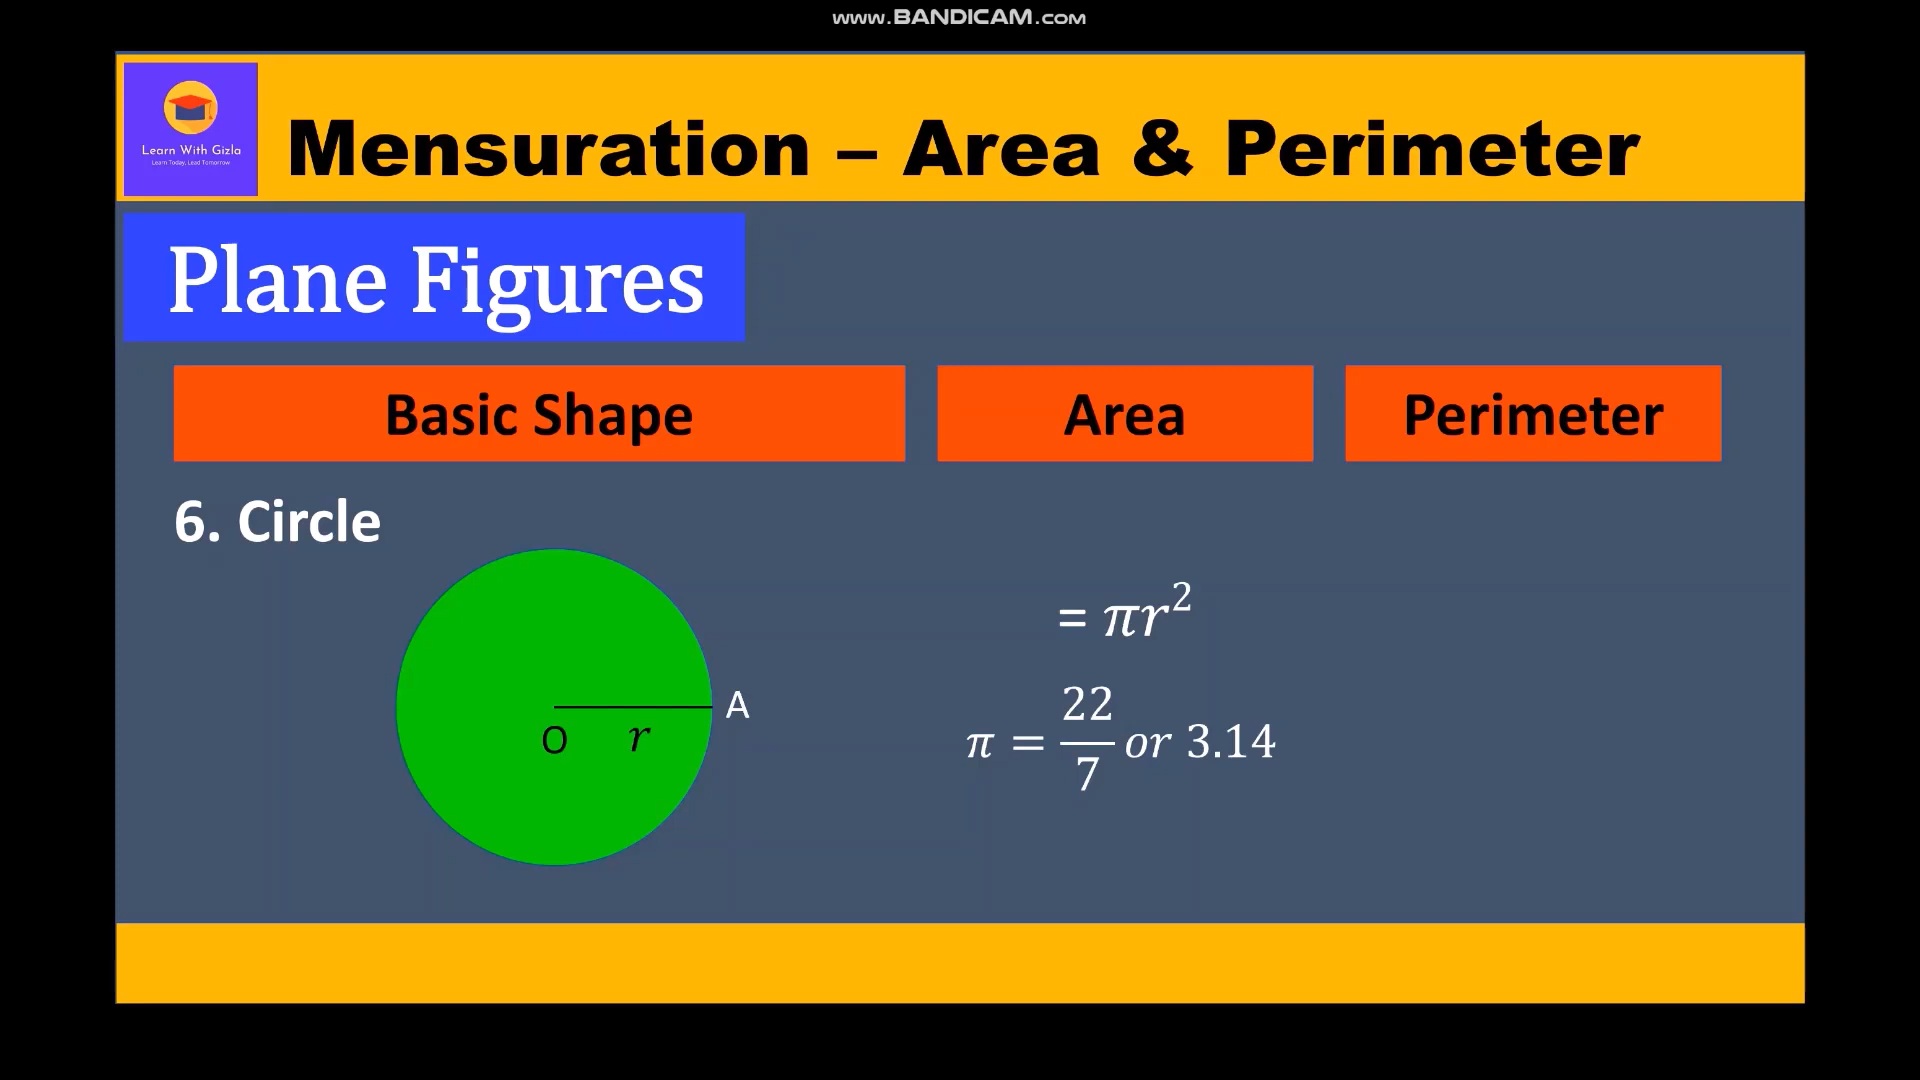 www.BANDICAM.com
Learn With Gizla
Learn Today, Lead Tomorrow
Mensuration – Area & Perimeter
Plane Figures
Basic Shape
Area
Perimeter
6. Circle
= πr²
A
O
r
π = 22/7 or 3.14